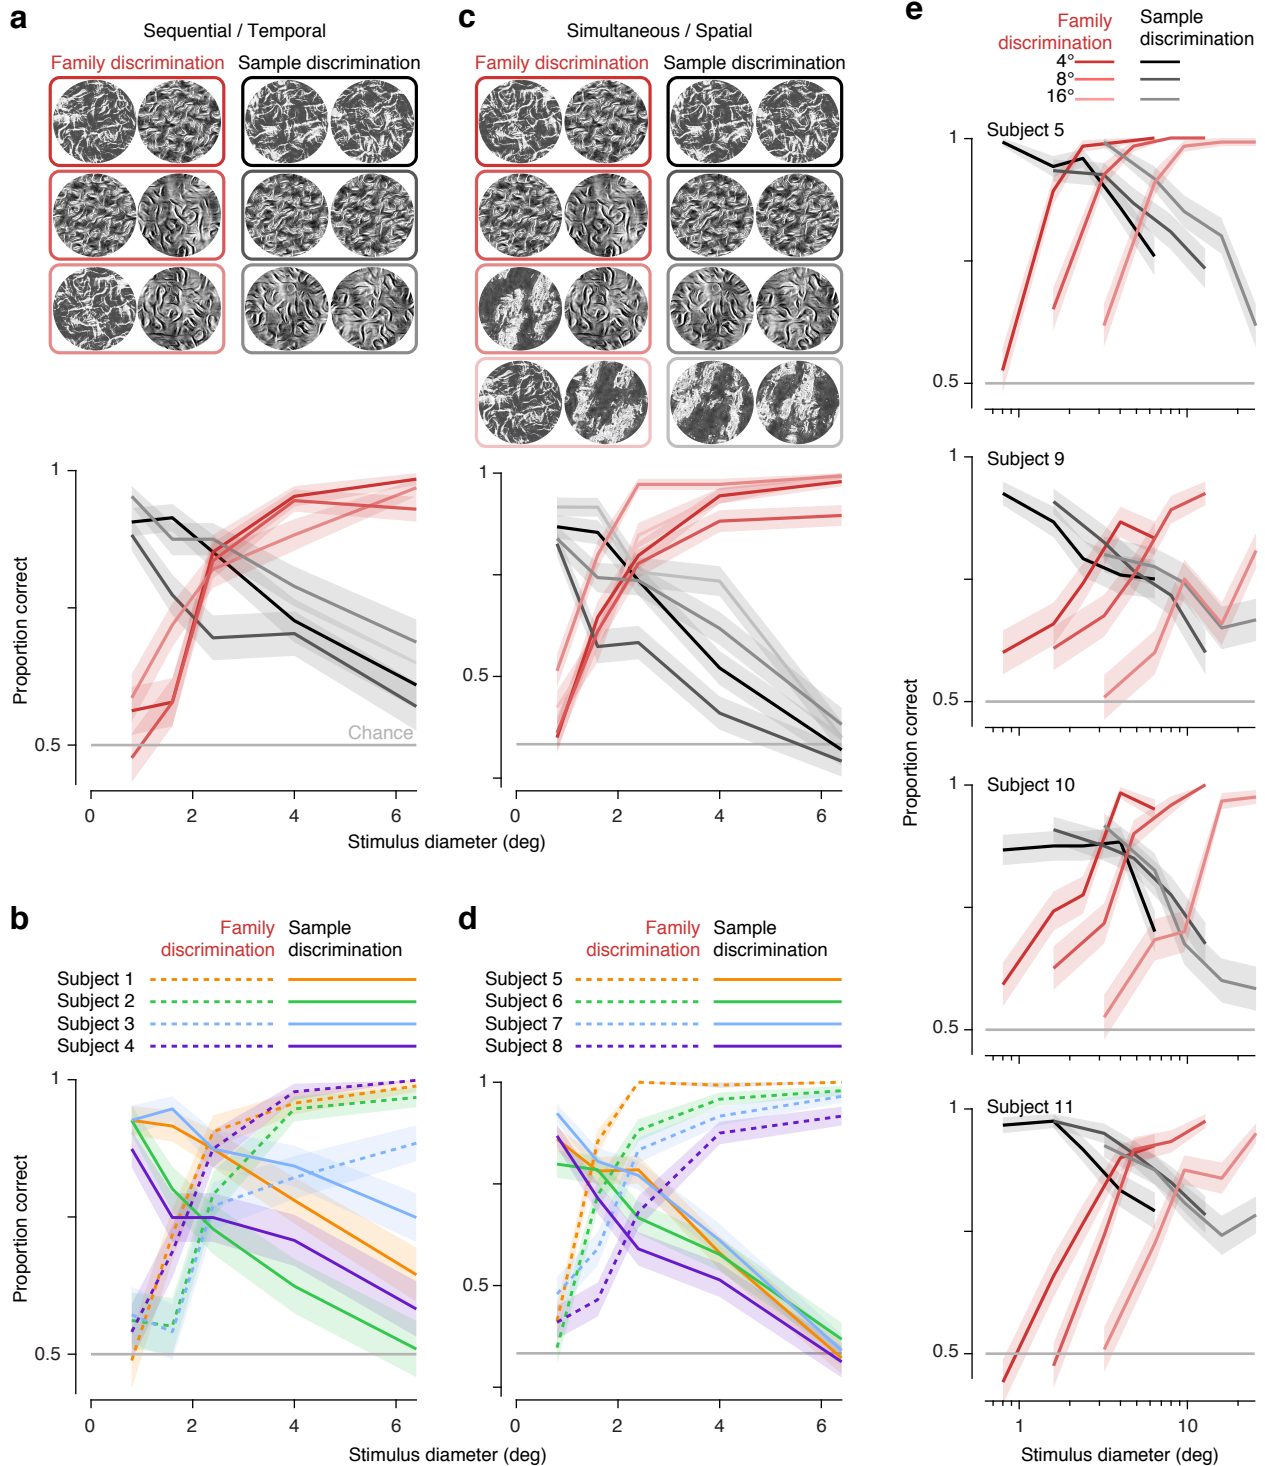 a
Sequential / Temporal
Family discrimination
Sample discrimination
1
0.5
Proportion correct
Chance
0
2
4
6
c
Simultaneous / Spatial
Family discrimination
Sample discrimination
1
0.5
0
2
4
6
Stimulus diameter (deg)
b
Family
discrimination
Sample
discrimination
Subject 1
Subject 2
Subject 3
Subject 4
1
0.5
Proportion correct
0
2
4
6
d
Family
discrimination
Sample
discrimination
Subject 5
Subject 6
Subject 7
Subject 8
1
0.5
0
2
4
6
Stimulus diameter (deg)
e
Family
discrimination
Sample
discrimination
4°
8°
16°
Subject 5
1
0.5
Subject 9
1
0.5
Proportion correct
Subject 10
1
0.5
Subject 11
1
0.5
1
10
Stimulus diameter (deg)